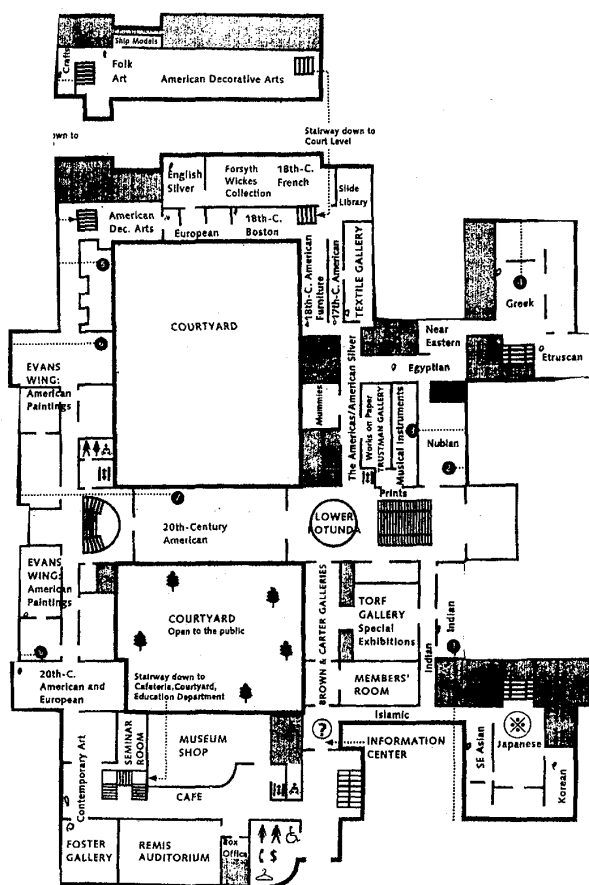 Ship Models
Crafts
Folk
Art
American Decorative Arts
Stairway down to
Court Level
own to
English
Silver
Forsyth
Wickes
Collection
18th-C.
French
Slide
Library
American
Dec. Arts
European
18th-C.
Boston
18th-C. American
Furniture
17th-C. American
TEXTILE GALLERY
COURTYARD
Greek
Near
Eastern
Etruscan
Egyptian
EVANS
WING:
American
Paintings
Mummies
The Americas/American Silver
Works on Paper
TRUSTMAN GALLERY
Musical Instruments
Nubian
Prints
20th-Century
American
LOWER
ROTUNDA
EVANS
WING:
American
Paintings
COURTYARD
Open to the public
BROWN & CARTER GALLERIES
TORF
GALLERY
Special
Exhibitions
Indian
Indian
20th-C.
American and
European
Stairway down to
Cafeteria, Courtyard,
Education Department
MEMBERS'
ROOM
Islamic
Contemporary Art
SEMINAR
ROOM
MUSEUM
SHOP
?
INFORMATION
CENTER
SE Asian
Japanese
Korean
CAFE
FOSTER
GALLERY
REMIS
AUDITORIUM
Box
Office
$